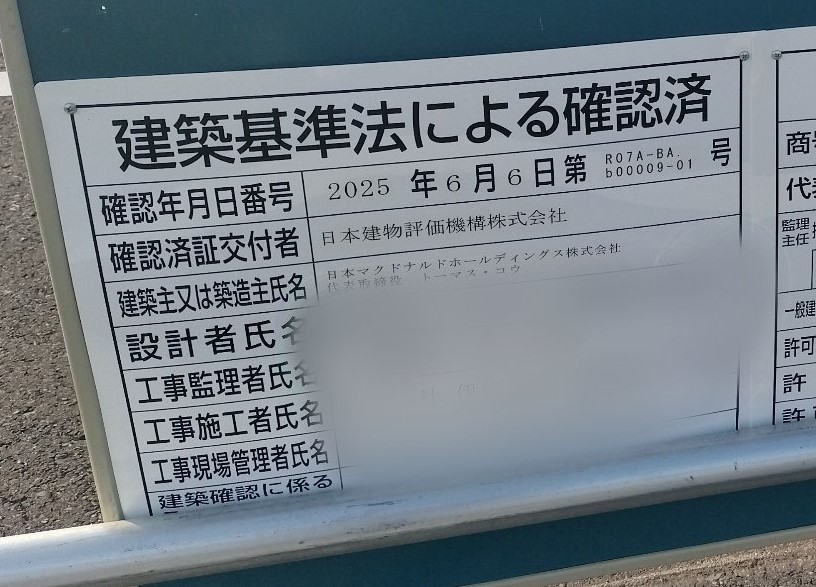 建築基準法による確認済
確認年月日番号 2025 年 6 月 6 日 第 R07A-BA. b00009-01 号
確認済証交付者 日本建物評価機構株式会社
建築主又は築造主氏名 日本マクドナルドホールディングス株式会社
代表取締役 トーマス・コウ
設計者氏名
工事監理者氏名
工事施工者氏名
工事現場管理者氏名
建築確認に係る
商
代
監理
主任
一般建
許可
許
許